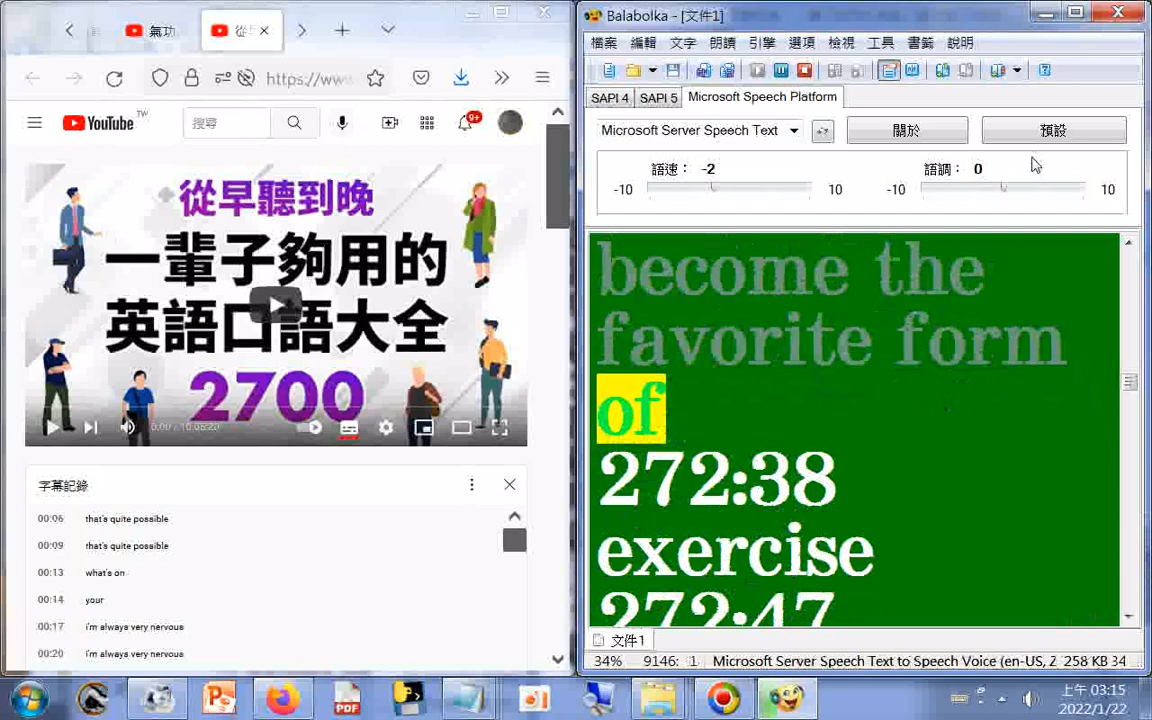 氣功
從
https://www
YouTube TW
搜尋
9+
從早聽到晚
一輩子夠用的
英語口語大全
2700
0:00 / 10:05:20
字幕記錄
00:06 that's quite possible
00:09 that's quite possible
00:13 what's on
00:14 your
00:17 i'm always very nervous
00:20 i'm always very nervous
Balabolka - [文件1]
檔案 編輯 文字 朗讀 引擎 選項 檢視 工具 書籤 說明
SAPI 4 SAPI 5 Microsoft Speech Platform
Microsoft Server Speech Text 關於 預設
語速： -2 語調： 0
-10 10 -10 10
become the
favorite form
of
272:38
exercise
272:47
文件1
34% 9146: 1 Microsoft Server Speech Text to Speech Voice (en-US, Z 258 KB 34
PDF
上午 03:15
2022/1/22